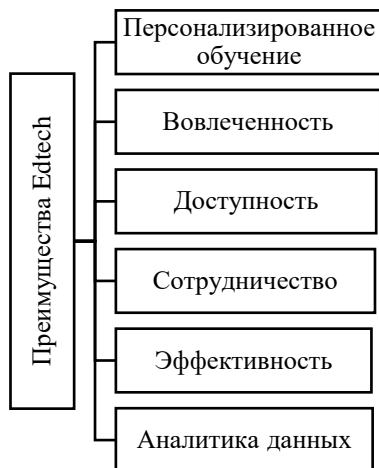 Преимущества Edtech
Персонализированное
обучение
Вовлеченность
Доступность
Сотрудничество
Эффективность
Аналитика данных